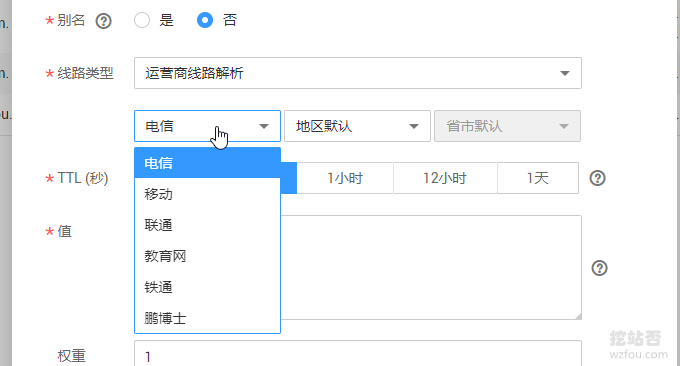 * 别名 ? 是 否
m.
* 线路类型 运营商线路解析
m.
ou.
电信 地区默认 省市默认
电信
* TTL (秒) 1小时 12小时 1天 ?
移动
* 值 联通
教育网
?
铁通
鹏博士
挖站否
wzfou.com
权重 1